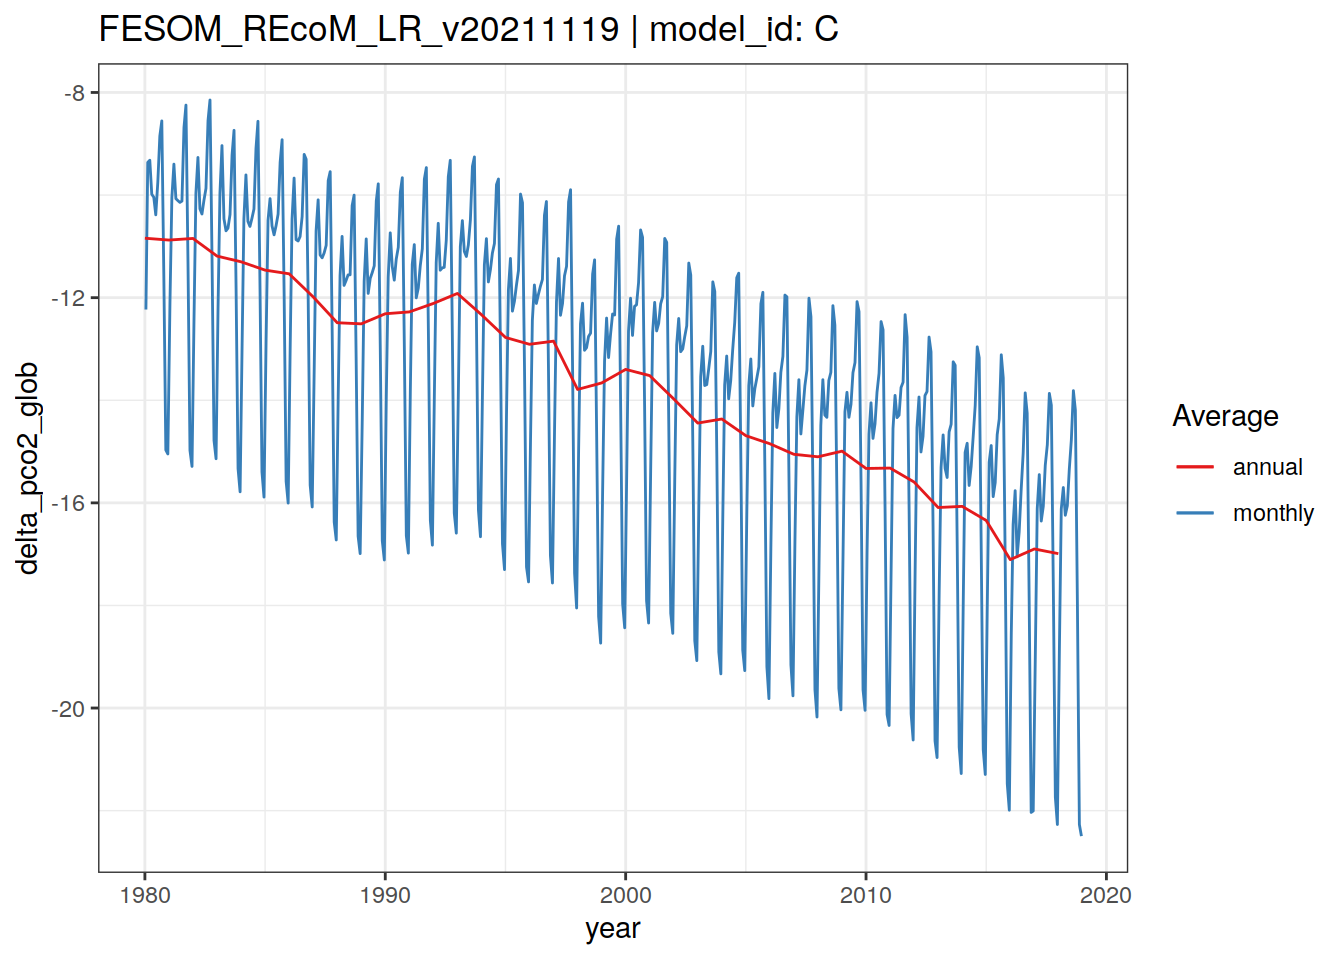 FESOM_REcoM_LR_v20211119 | model_id: C
delta_pco2_glob
-8
-12
-16
-20
1980
1990
2000
2010
2020
year
Average
annual
monthly